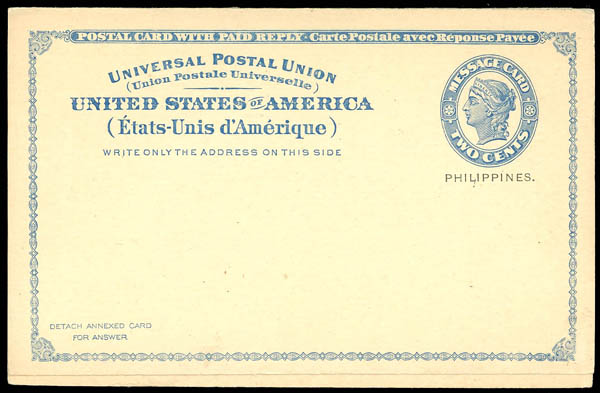 POSTAL CARD WITH PAID REPLY - Carte Postale avec Réponse Payée
UNIVERSAL POSTAL UNION
(Union Postale Universelle)
UNITED STATES OF AMERICA
(États-Unis d'Amérique)
WRITE ONLY THE ADDRESS ON THIS SIDE
MESSAGE CARD
TWO CENTS
PHILIPPINES.
DETACH ANNEXED CARD
FOR ANSWER.